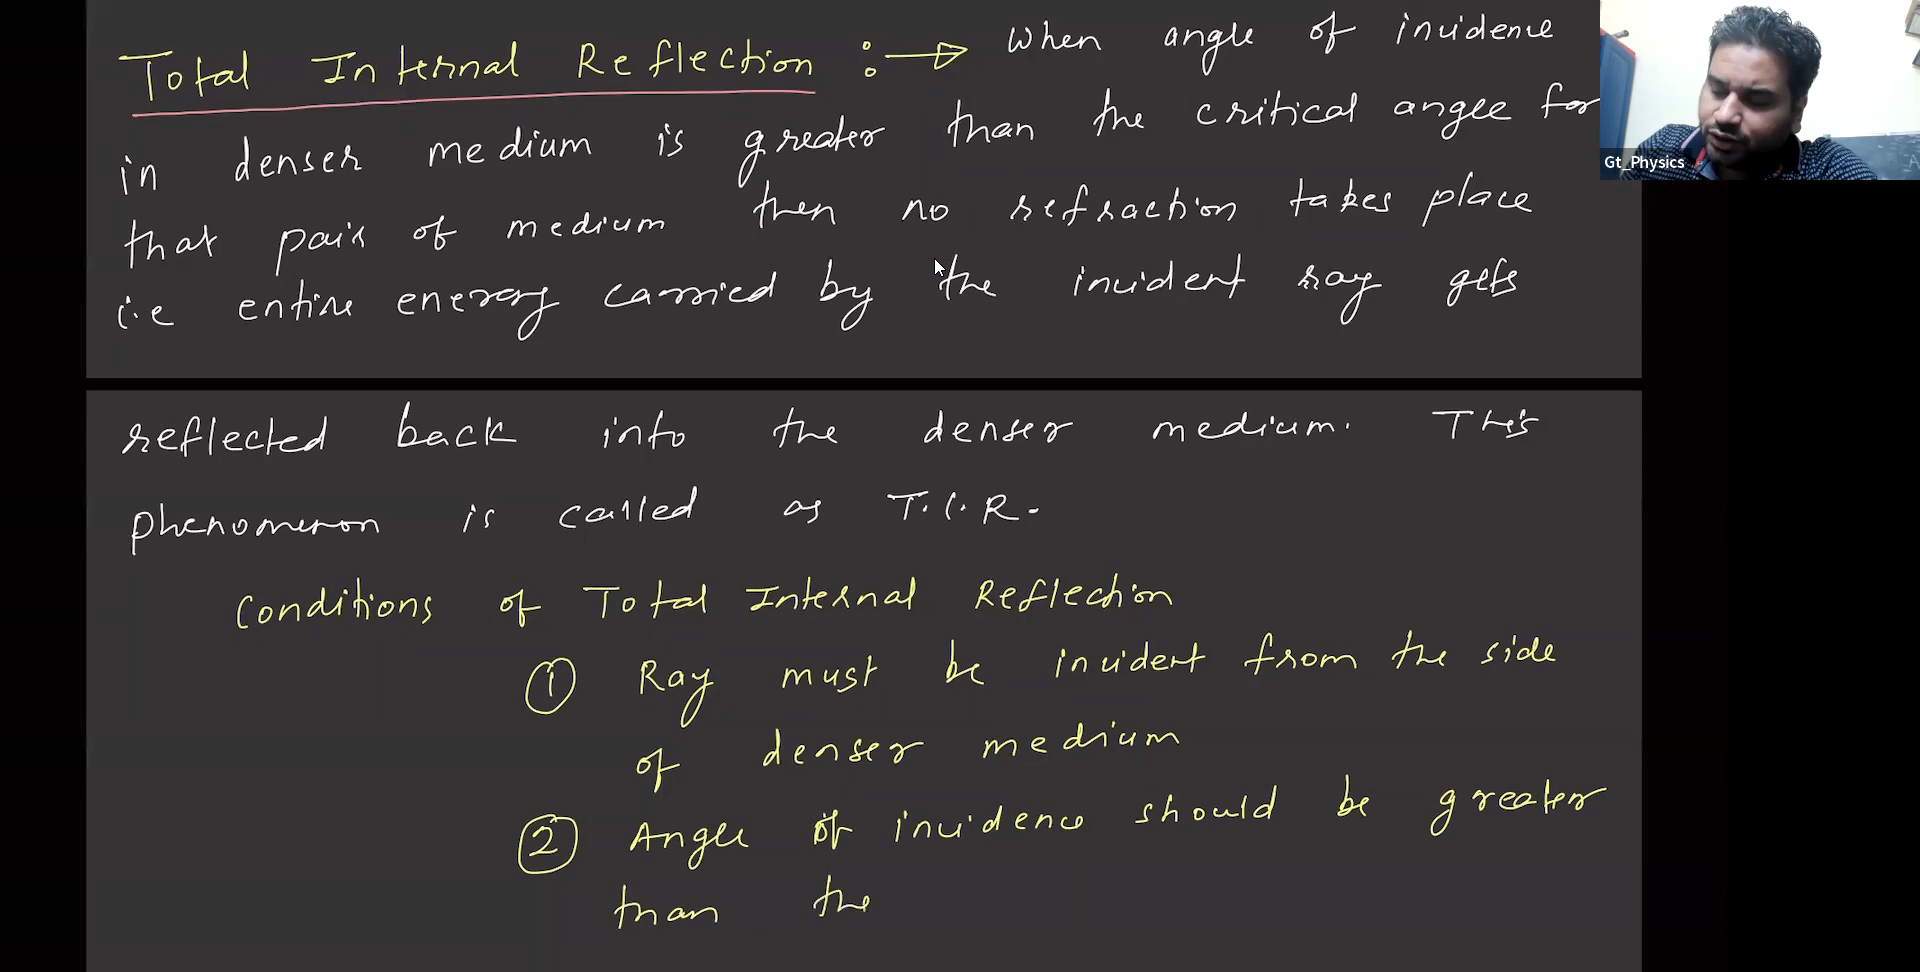 Total Internal Reflection :→ When angle of incidence
in denser medium is greater than the critical angle for
that pair of medium then no refraction takes place
i.e entire energy carried by the incident ray gets
reflected back into the denser medium. This
phenomenon is called as T.I.R.
Conditions of Total Internal Reflection
① Ray must be incident from the side
of denser medium
② Angle of incidence should be greater
than the
Gt_Physics